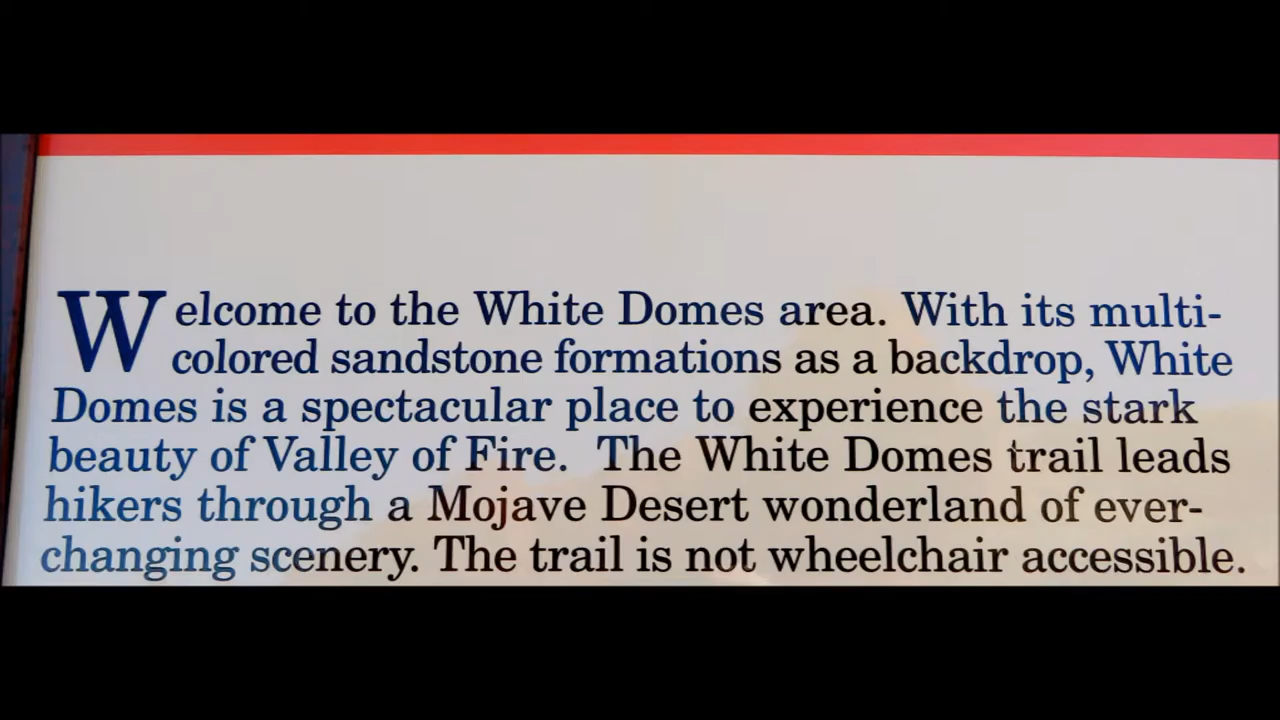 Welcome to the White Domes area. With its multi-
colored sandstone formations as a backdrop, White
Domes is a spectacular place to experience the stark
beauty of Valley of Fire. The White Domes trail leads
hikers through a Mojave Desert wonderland of ever-
changing scenery. The trail is not wheelchair accessible.